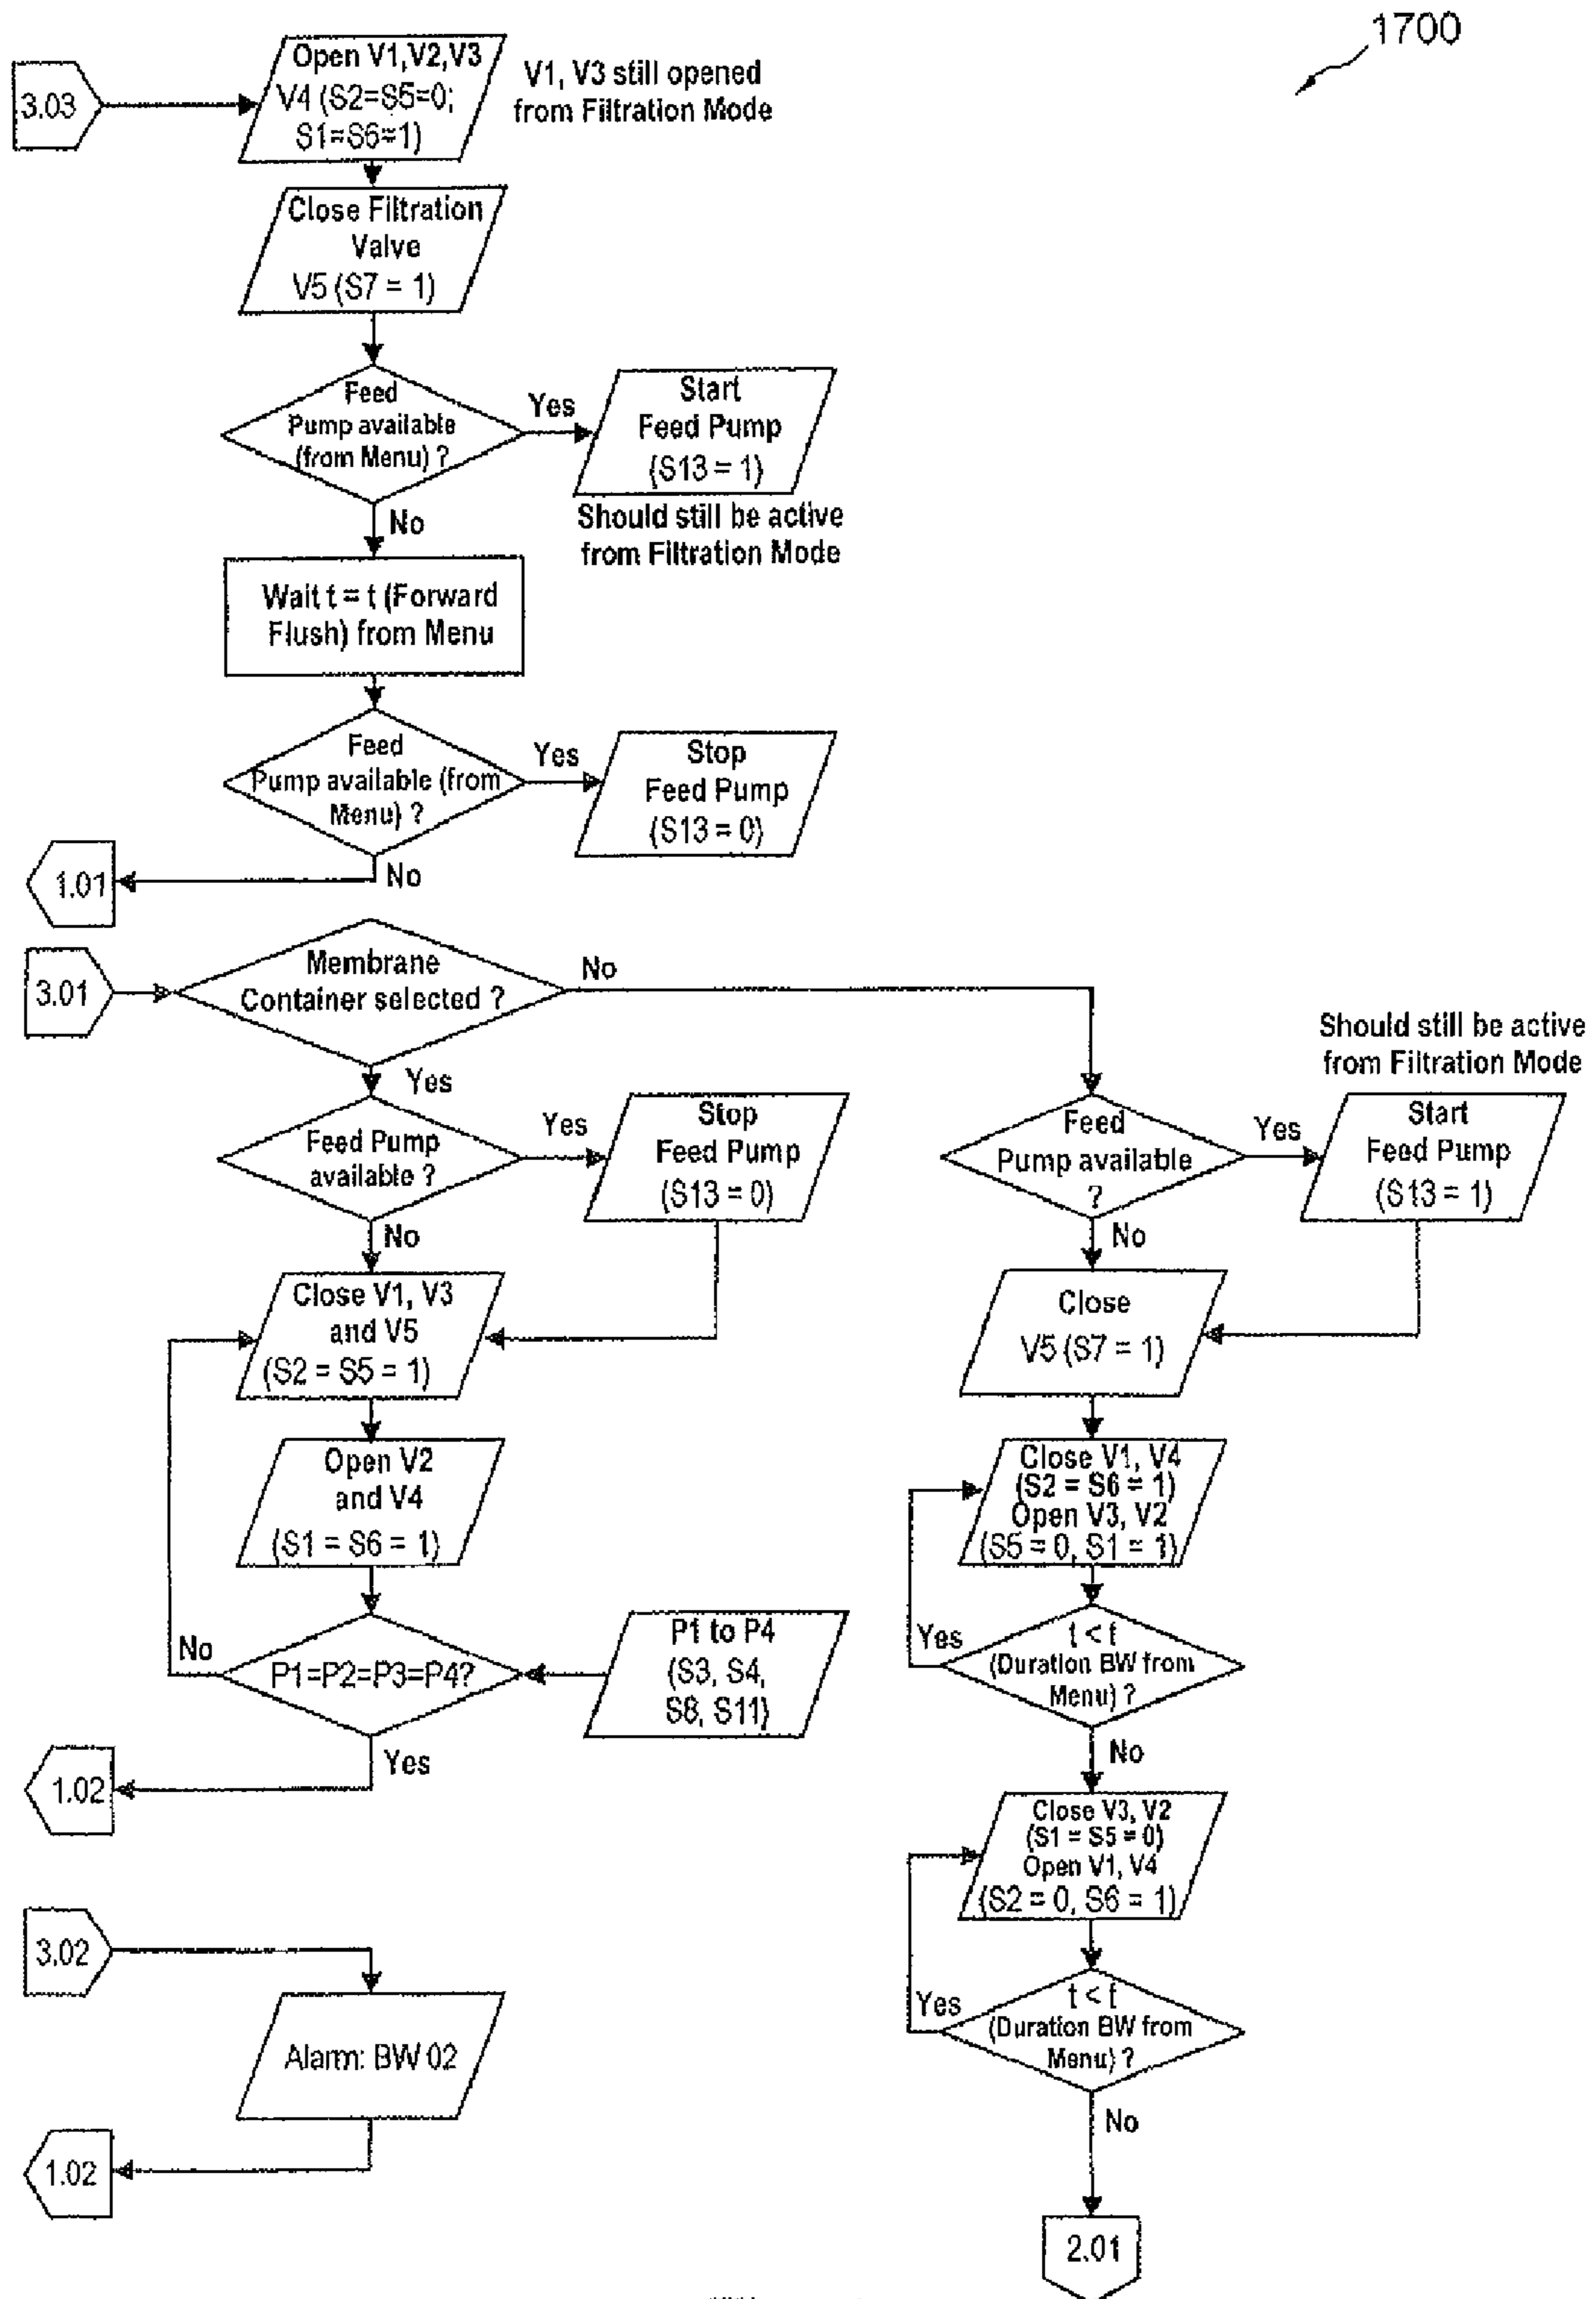 1700
3.03
Open V1,V2,V3
V4 (S2=S5=0;
S1=S6=1)
V1, V3 still opened
from Filtration Mode
Close Filtration
Valve
V5 (S7 = 1)
Feed
Pump available
(from Menu) ?
Yes
Start
Feed Pump
(S13 = 1)
Should still be active
from Filtration Mode
No
Wait t = t (Forward
Flush) from Menu
Feed
Pump available (from
Menu) ?
Yes
Stop
Feed Pump
(S13 = 0)
No
1.01
3.01
Membrane
Container selected ?
No
Yes
Feed Pump
available ?
Yes
Stop
Feed Pump
(S13 = 0)
No
Close V1, V3
and V5
(S2 = S5 = 1)
Open V2
and V4
(S1 = S6 = 1)
No
P1=P2=P3=P4?
P1 to P4
(S3, S4,
S8, S11)
Yes
1.02
3.02
Alarm: BW 02
1.02
Should still be active
from Filtration Mode
Feed
Pump available
?
Yes
Start
Feed Pump
(S13 = 1)
No
Close
V5 (S7 = 1)
Close V1, V4
(S2 = S6 = 1)
Open V3, V2
(S5 = 0, S1 = 1)
Yes
t < t
(Duration BW from
Menu) ?
No
Close V3, V2
(S1 = S5 = 0)
Open V1, V4
(S2 = 0, S6 = 1)
Yes
t < t
(Duration BW from
Menu) ?
No
2.01